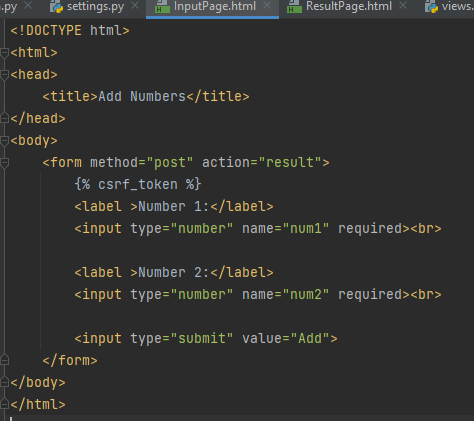 .py settings.py InputPage.html ResultPage.html views.
<!DOCTYPE html>
<html>
<head>
    <title>Add Numbers</title>
</head>
<body>
    <form method="post" action="result">
        {% csrf_token %}
        <label >Number 1:</label>
        <input type="number" name="num1" required><br>

        <label >Number 2:</label>
        <input type="number" name="num2" required><br>

        <input type="submit" value="Add">
    </form>
</body>
</html>